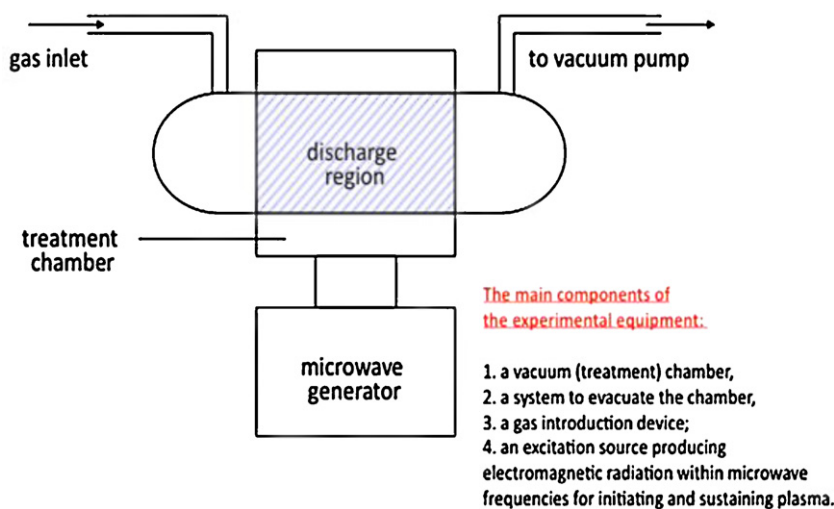 gas inlet
to vacuum pump
discharge
region
treatment
chamber
microwave
generator
The main components of
the experimental equipment:
1. a vacuum (treatment) chamber,
2. a system to evacuate the chamber,
3. a gas introduction device;
4. an excitation source producing
electromagnetic radiation within microwave
frequencies for initiating and sustaining plasma.